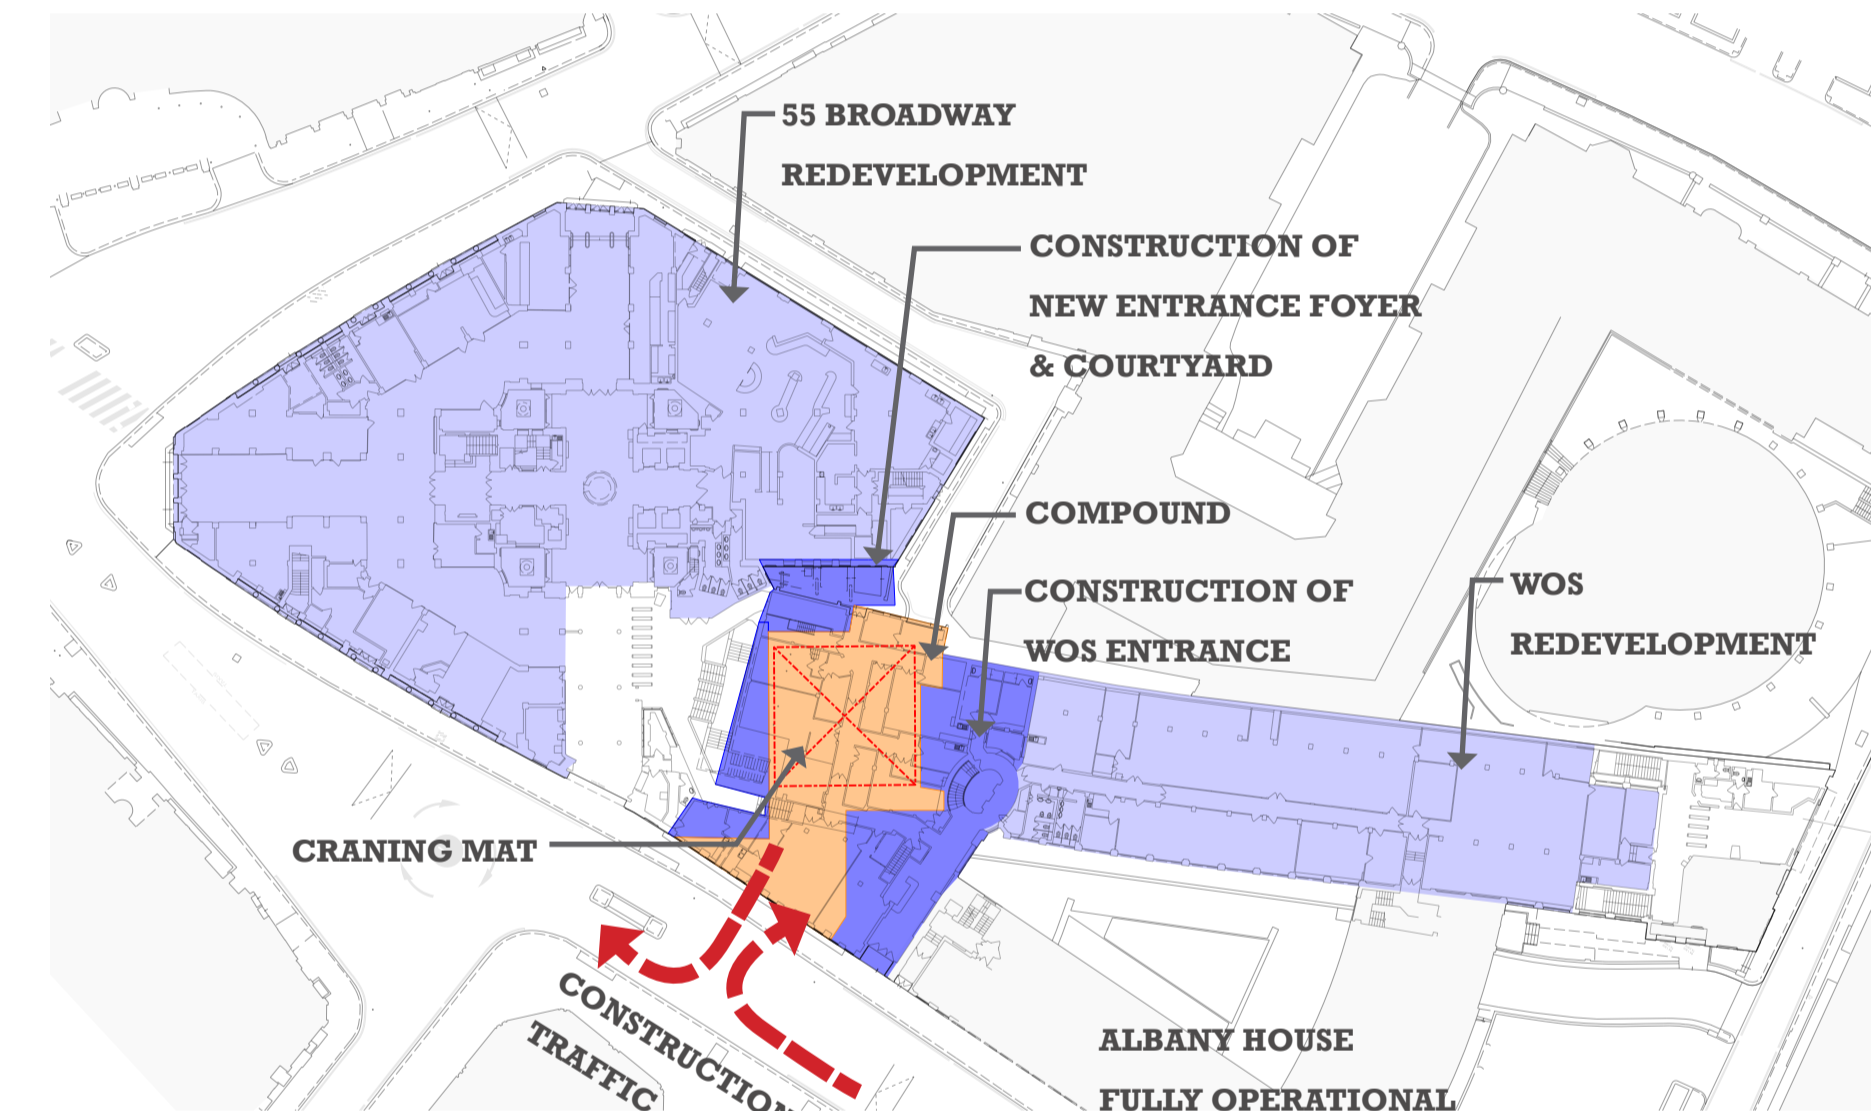 55 BROADWAY
REDEVELOPMENT
CONSTRUCTION OF
NEW ENTRANCE FOYER
& COURTYARD
COMPOUND
CONSTRUCTION OF
WOS ENTRANCE
WOS
REDEVELOPMENT
CRANING MAT
CONSTRUCTION
TRAFFIC
ALBANY HOUSE
FULLY OPERATIONAL